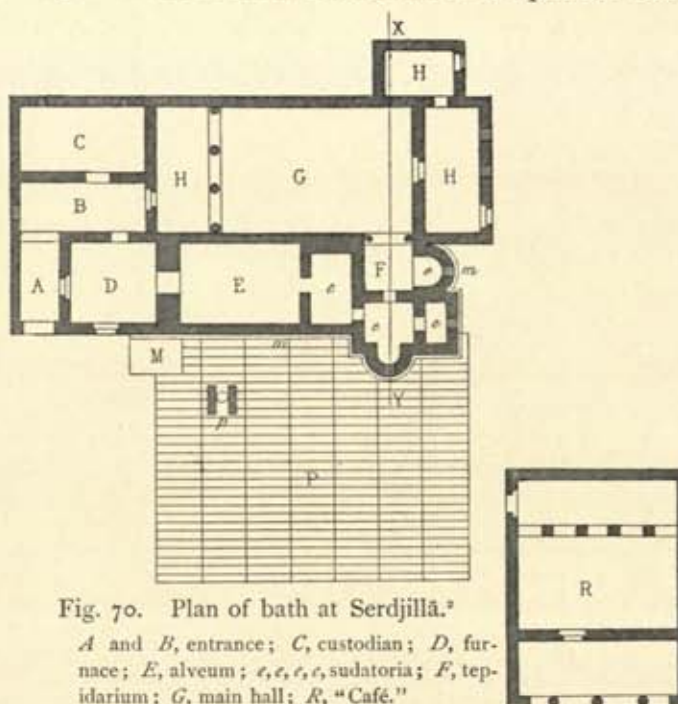 X
H
C
H
G
H
B
F
e
m
A
D
E
e
e
e
M
m
p
Y
P
R
Fig. 70. Plan of bath at Serdjillā.²
A and B, entrance; C, custodian; D, fur-
nace; E, alveum; e, e, e, e, sudatoria; F, tep-
idarium; G, main hall; R, "Café."